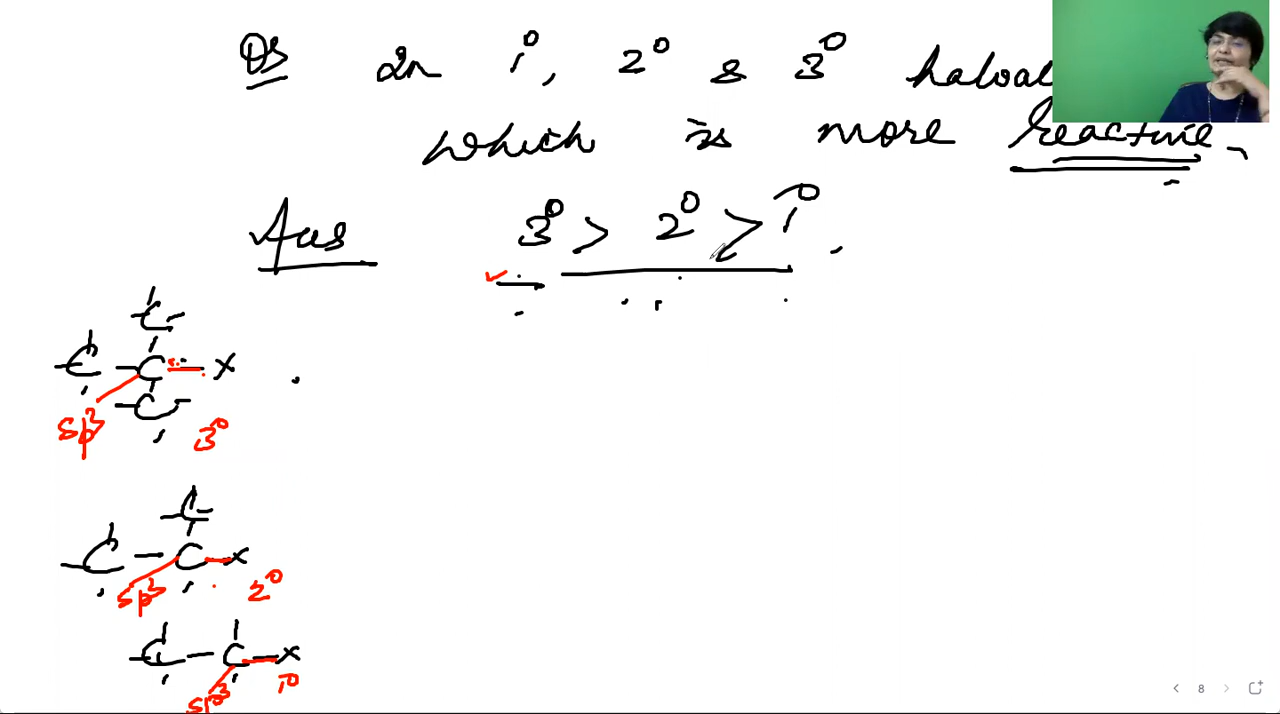 Qs In 1°, 2° & 3° haloal
which is more reactive
Ans 3° > 2° > 1°
C
C - C - X
C
sp3 3°
C
C - C - X
sp3 2°
C - C - X
sp3 1°
8